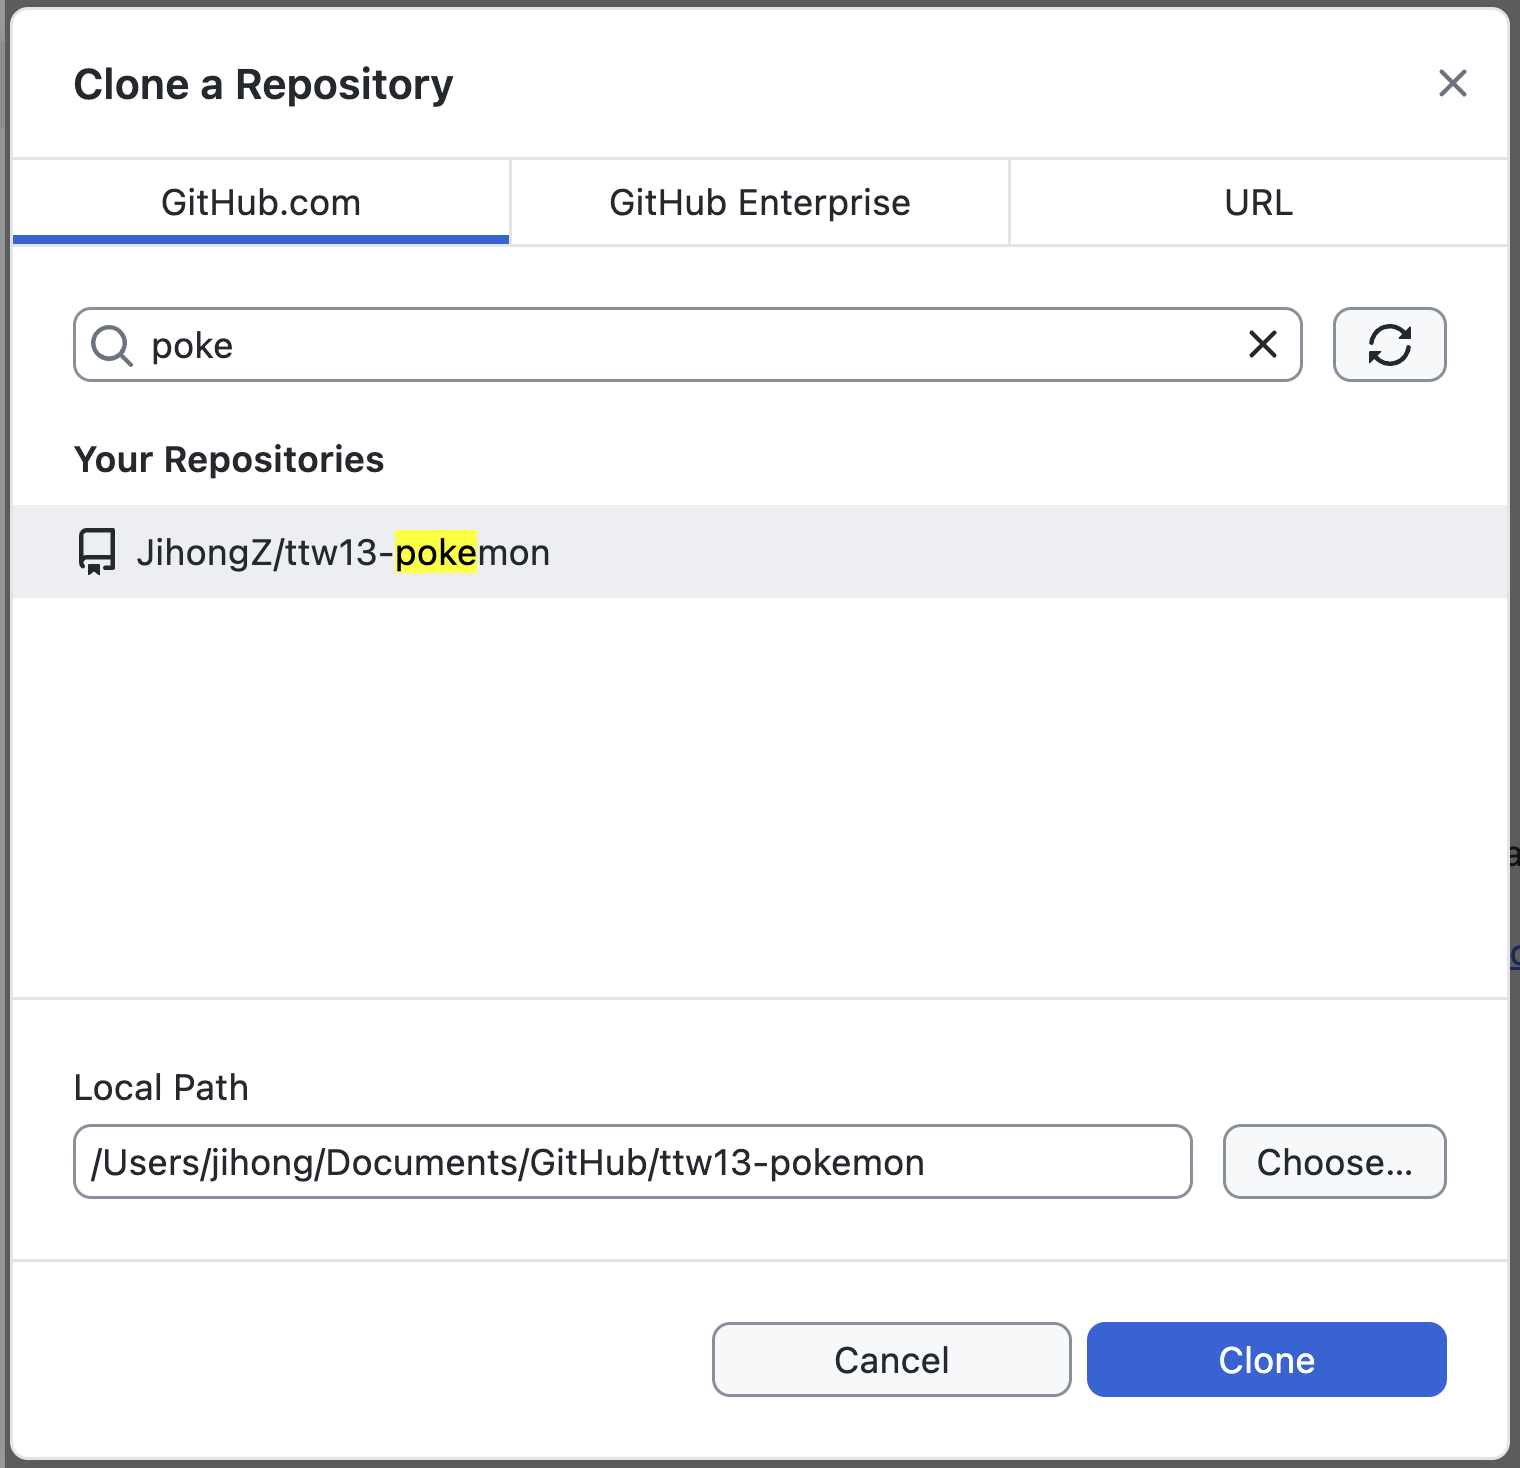 Clone a Repository
GitHub.com
GitHub Enterprise
URL
poke
Your Repositories
JihongZ/ttw13-pokemon
Local Path
/Users/jihong/Documents/GitHub/ttw13-pokemon
Choose...
Cancel
Clone